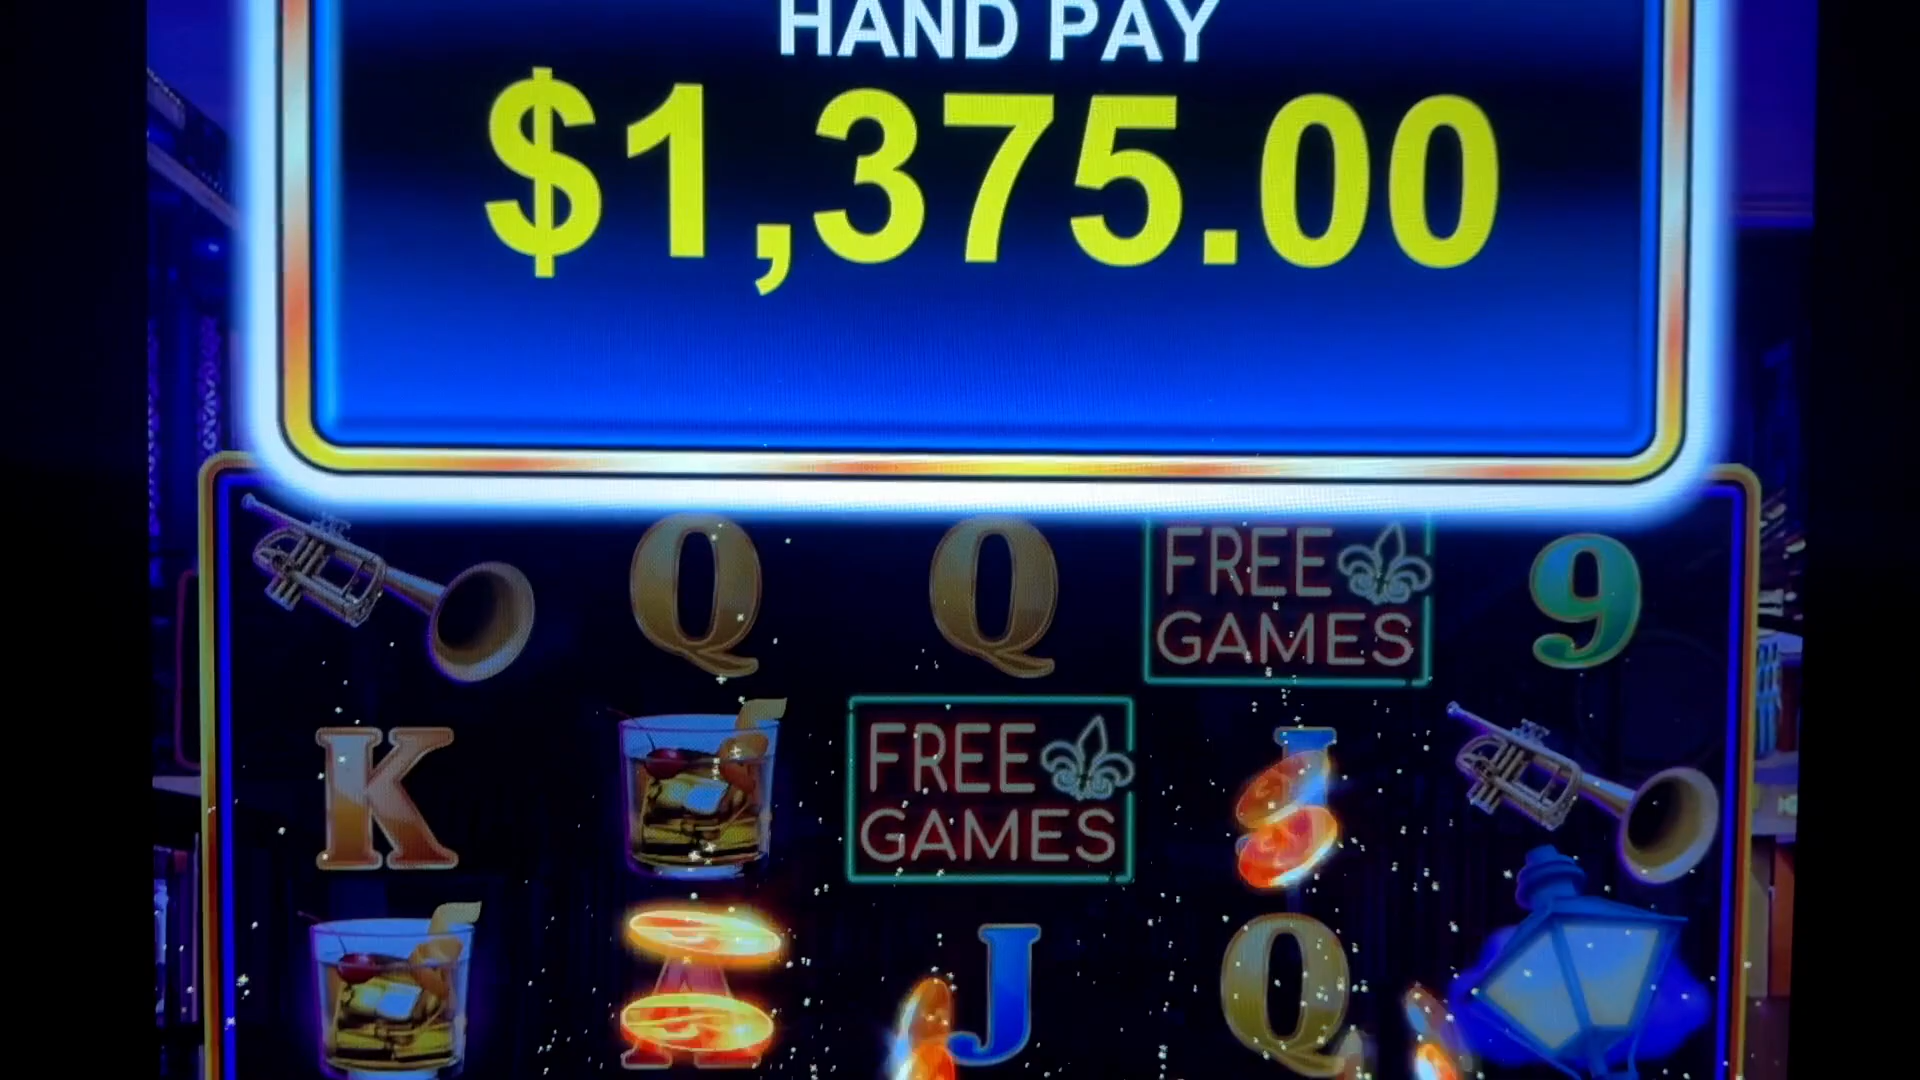 HAND PAY
$1,375.00
Q Q FREE 9
GAMES
K FREE J
GAMES
A J Q